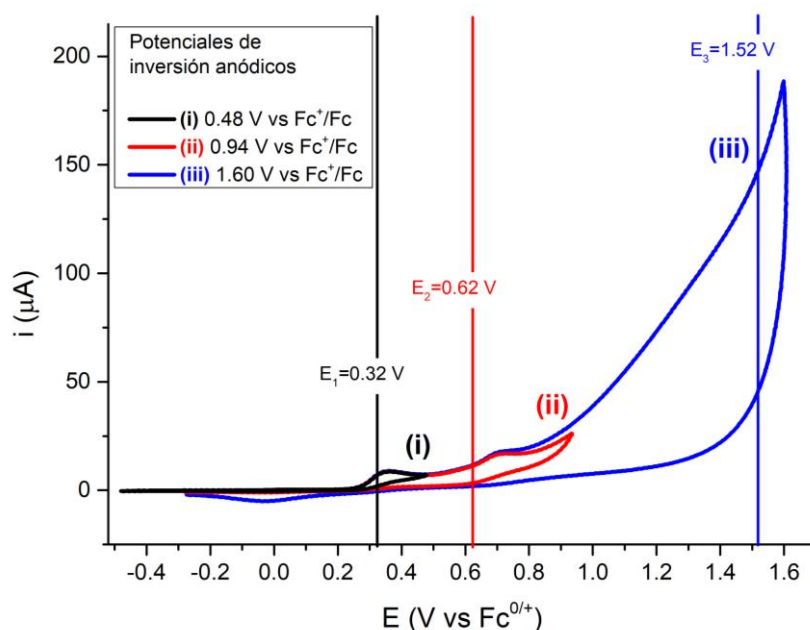 Potenciales de
inversión anódicos
(i) 0.48 V vs Fc⁺/Fc
(ii) 0.94 V vs Fc⁺/Fc
(iii) 1.60 V vs Fc⁺/Fc
E₃=1.52 V
(iii)
E₂=0.62 V
E₁=0.32 V
(ii)
(i)
200
150
100
50
0
i (μA)
-0.4 -0.2 0.0 0.2 0.4 0.6 0.8 1.0 1.2 1.4 1.6
E (V vs Fc⁰ᐟ⁺)